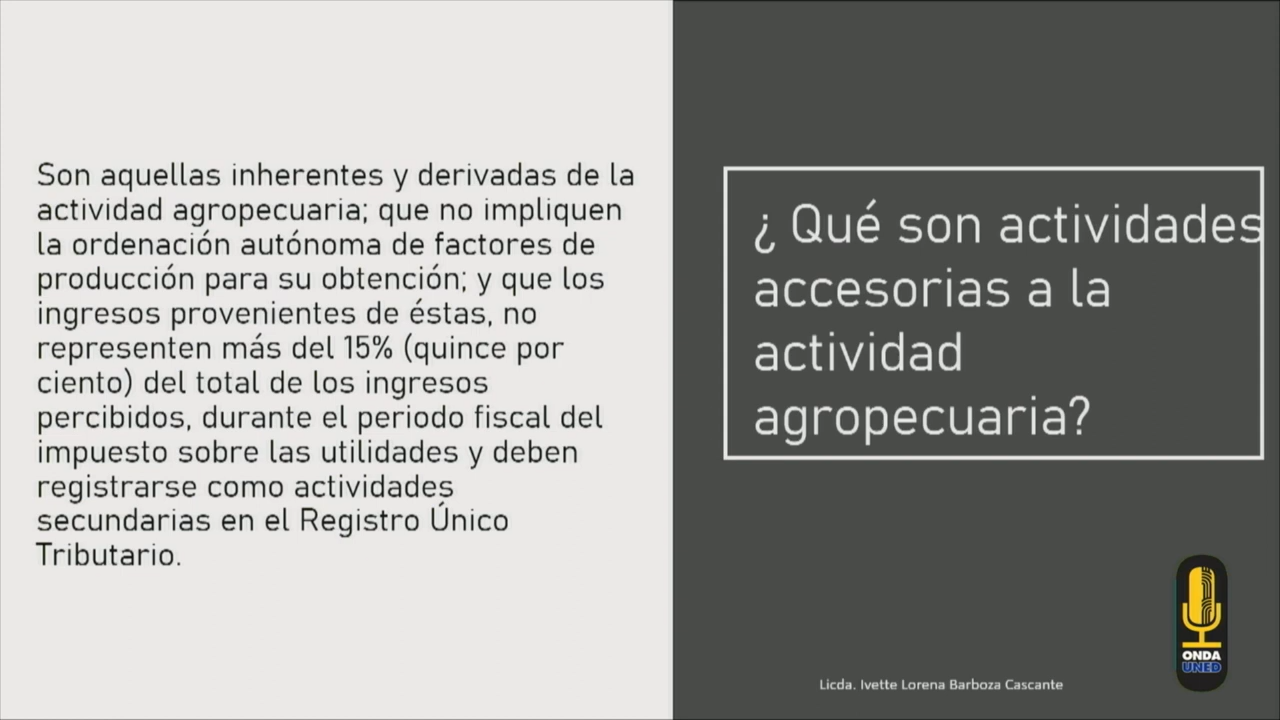 Son aquellas inherentes y derivadas de la
actividad agropecuaria; que no impliquen
la ordenación autónoma de factores de
producción para su obtención; y que los
ingresos provenientes de éstas, no
representen más del 15% (quince por
ciento) del total de los ingresos
percibidos, durante el periodo fiscal del
impuesto sobre las utilidades y deben
registrarse como actividades
secundarias en el Registro Único
Tributario.
¿ Qué son actividades
accesorias a la
actividad
agropecuaria?
ONDA
UNED
Licda. Ivette Lorena Barboza Cascante